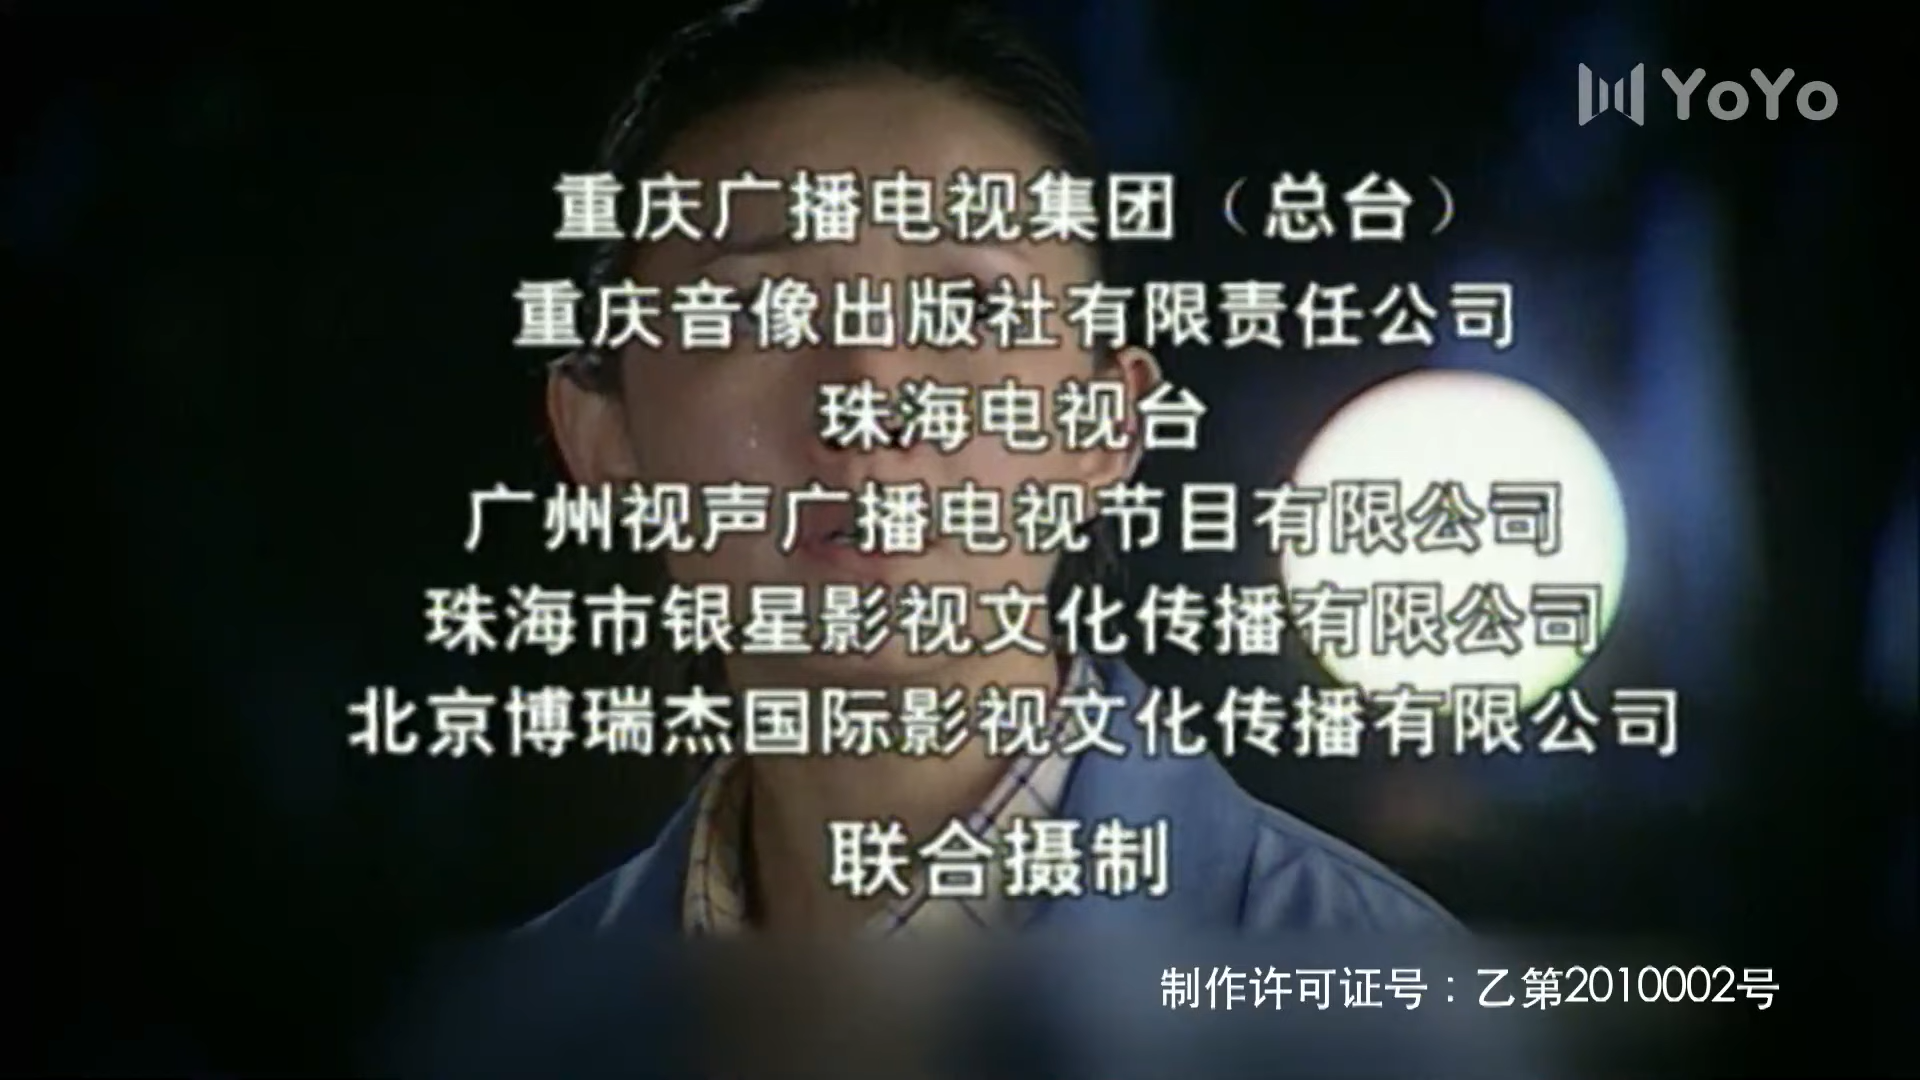 YoYo
重庆广播电视集团（总台）
重庆音像出版社有限责任公司
珠海电视台
广州视声广播电视节目有限公司
珠海市银星影视文化传播有限公司
北京博瑞杰国际影视文化传播有限公司
联合摄制
制作许可证号：乙第2010002号